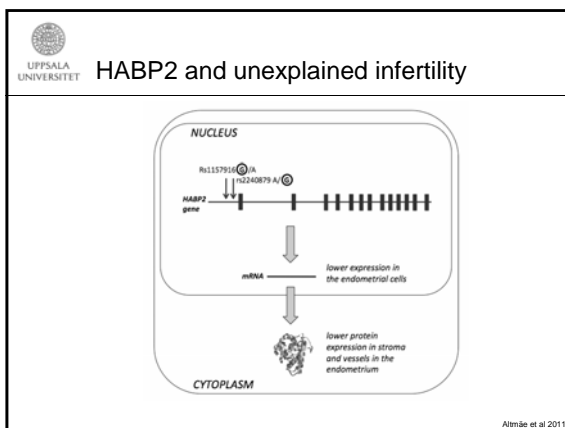 UPPSALA
UNIVERSITET
HABP2 and unexplained infertility
NUCLEUS
Rs1157916 G/A
rs2240879 A/G
HABP2
gene
mRNA
lower expression in
the endometrial cells
lower protein
expression in stroma
and vessels in the
endometrium
CYTOPLASM
Altmäe et al 2011